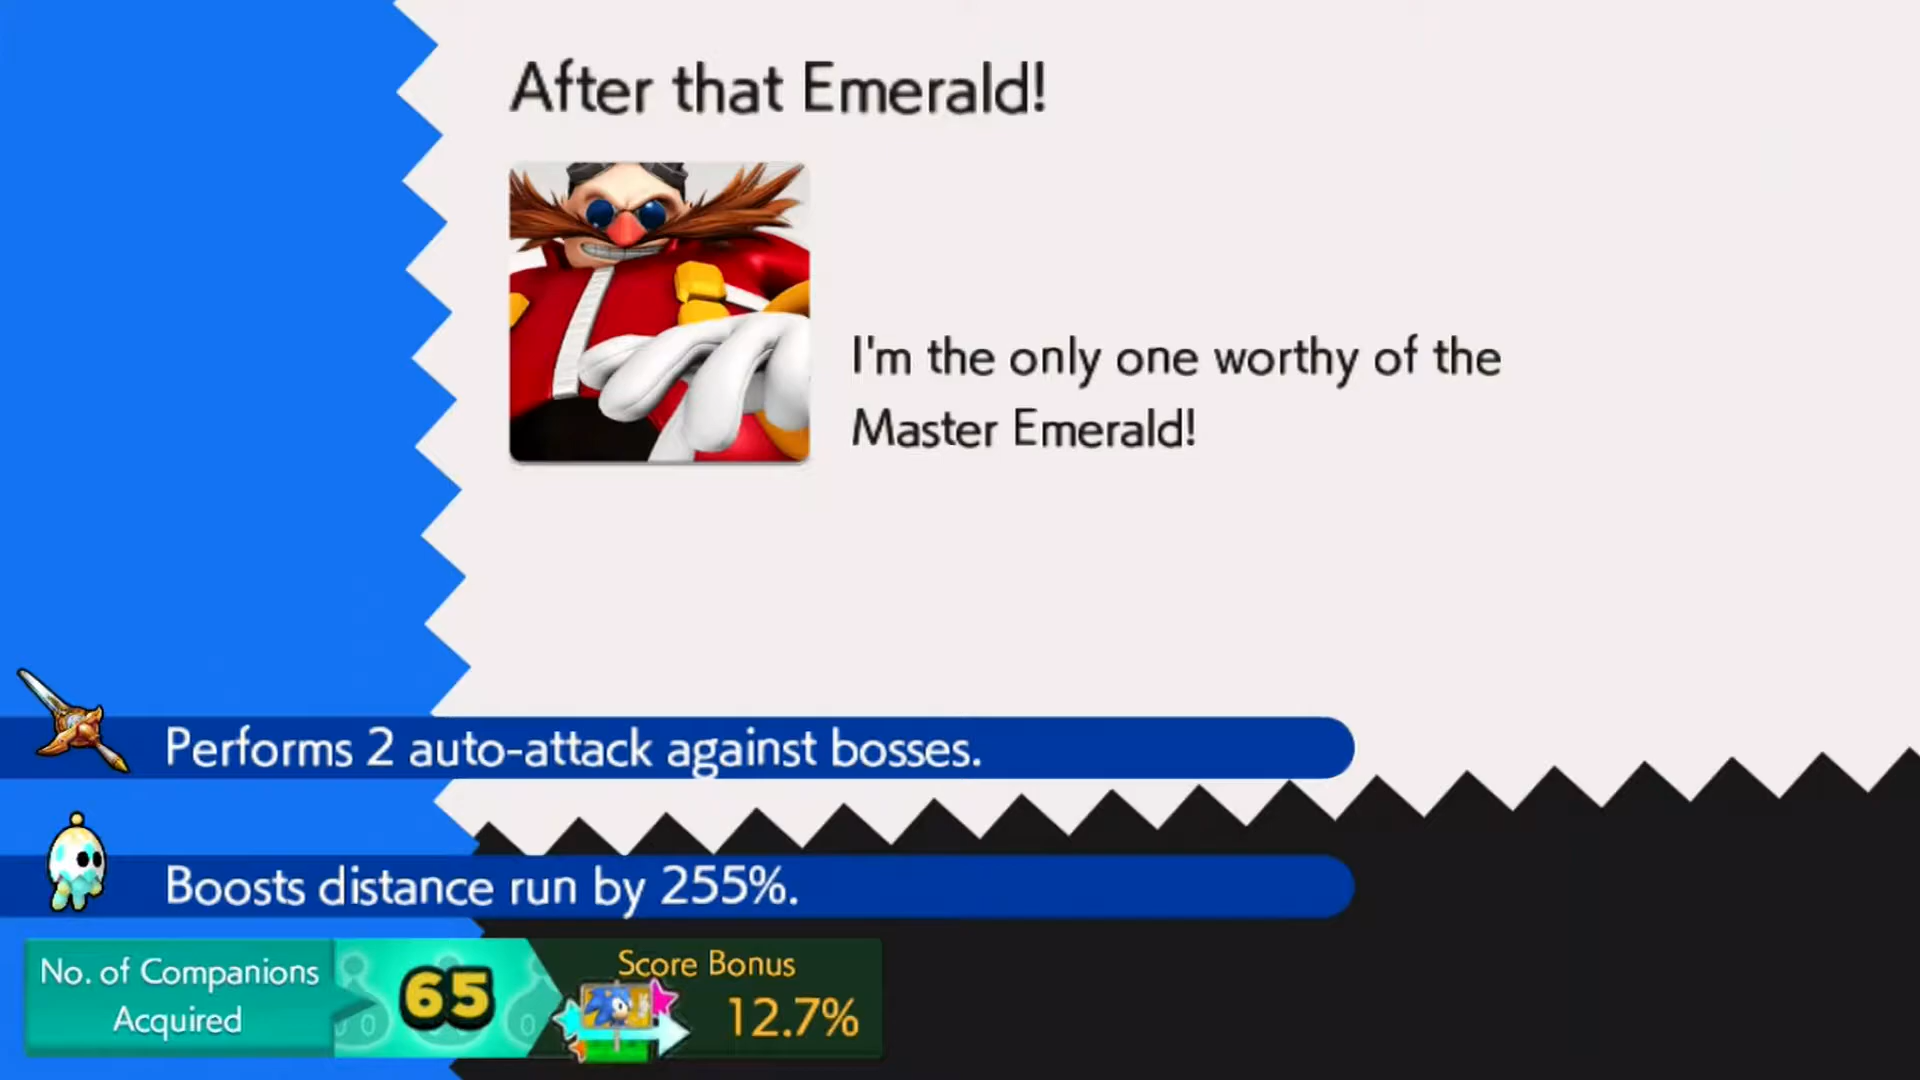 After that Emerald!
I'm the only one worthy of the
Master Emerald!
Performs 2 auto-attack against bosses.
Boosts distance run by 255%.
No. of Companions
Acquired
65
Score Bonus
12.7%